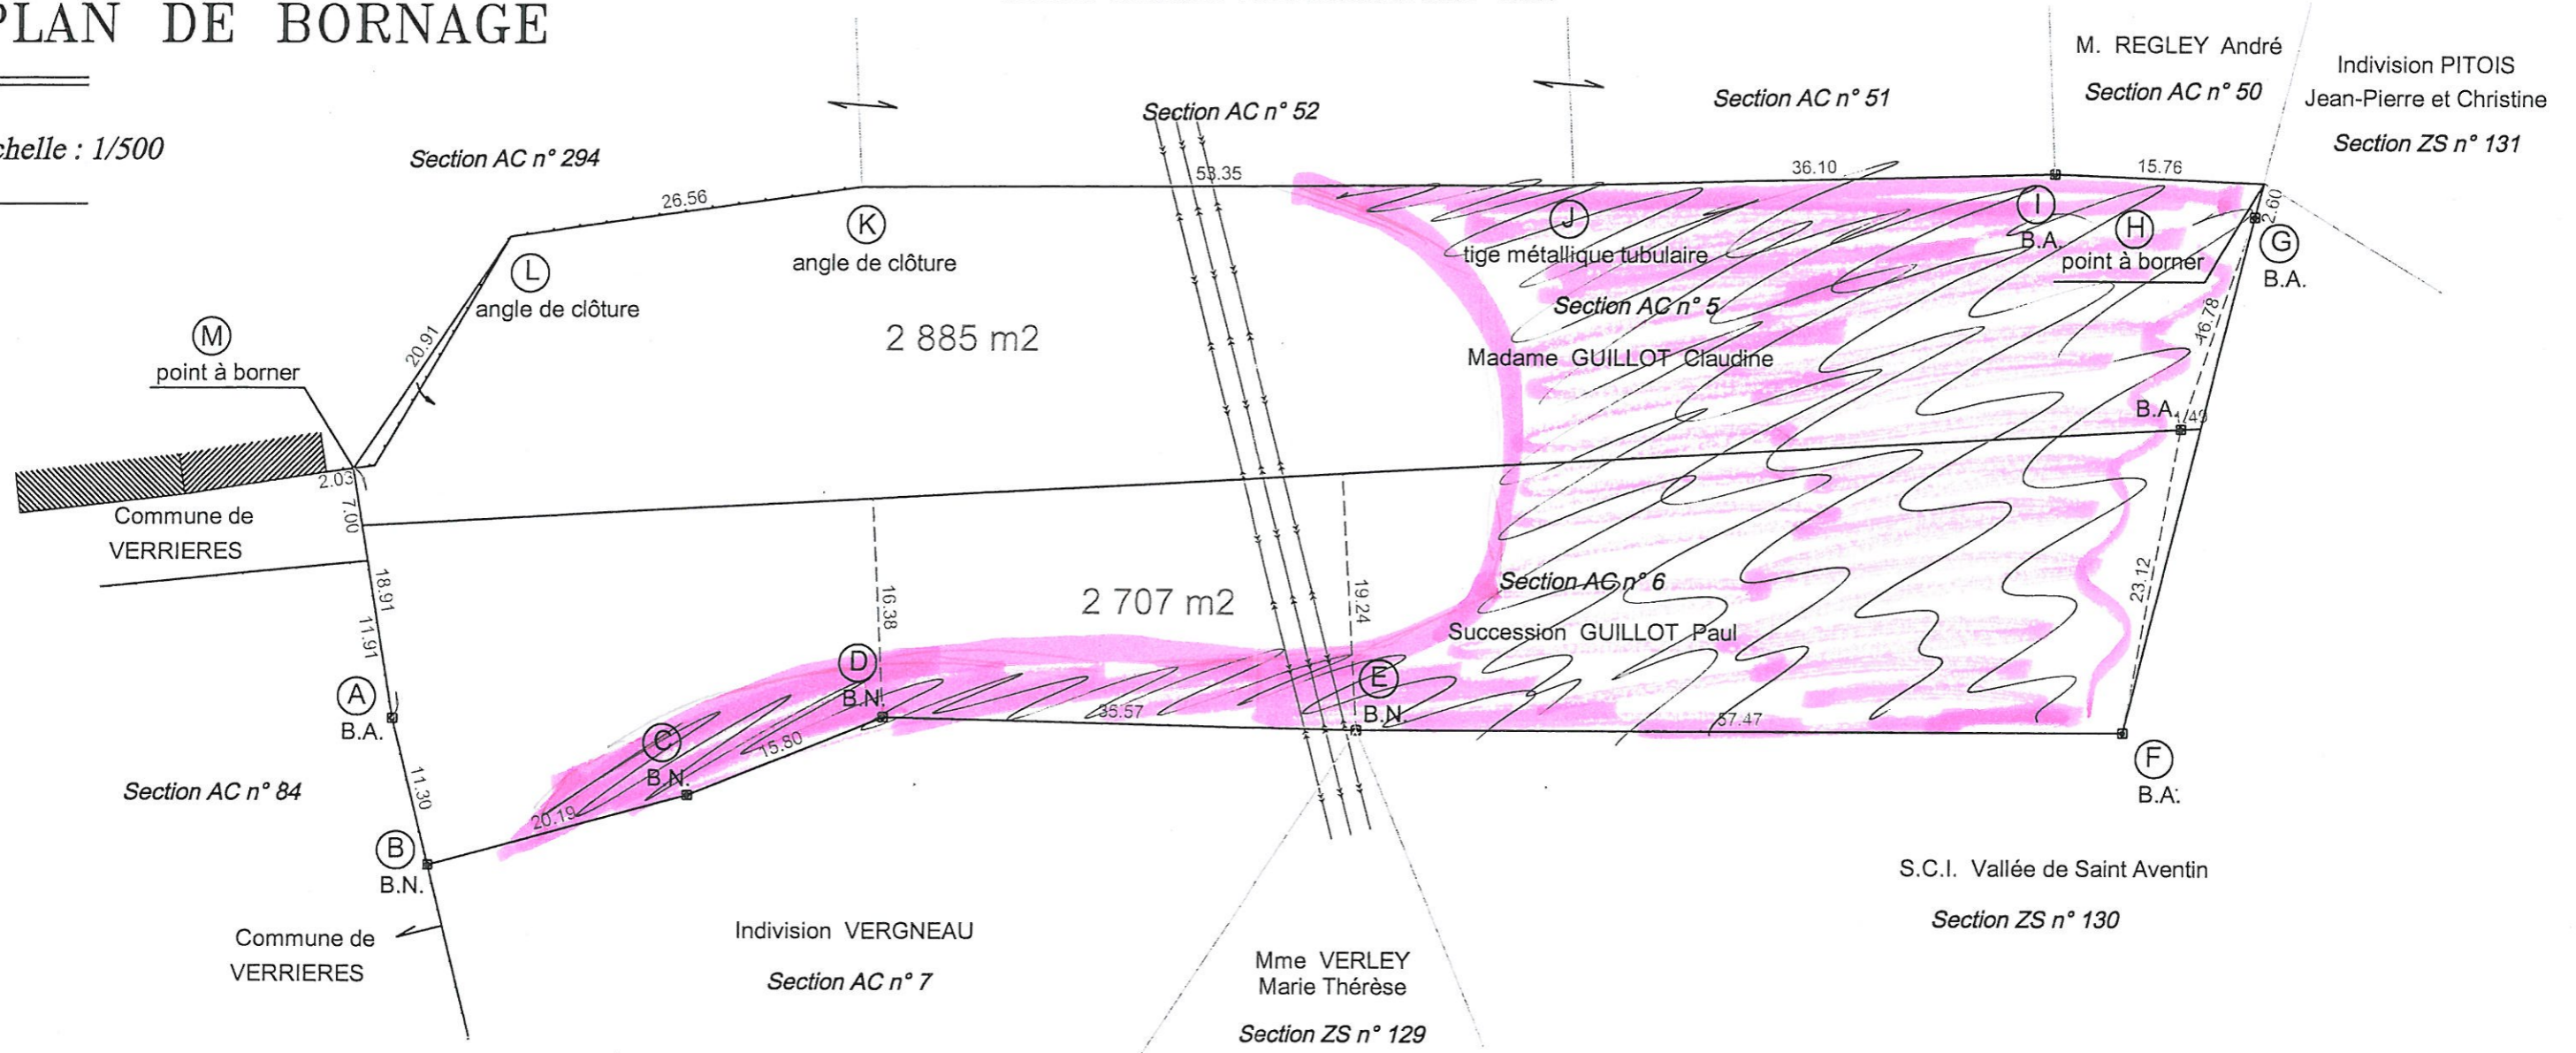 PLAN DE BORNAGE
chelle : 1/500
M. REGLEY André
Section AC n° 50
Indivision PITOIS
Jean-Pierre et Christine
Section ZS n° 131
Section AC n° 294
Section AC n° 52
Section AC n° 51
26.56
53.35
36.10
15.76
2.60
K
angle de clôture
L
angle de clôture
J
tige métallique tubulaire
I
B.A.
H
point à borner
G
B.A.
M
point à borner
20.91
2 885 m2
Section AC n° 5
Madame GUILLOT Claudine
16.78
B.A.
1/49
2.03
7.00
Commune de
VERRIERES
18.91
11.91
16.38
2 707 m2
19.24
Section AC n° 6
Succession GUILLOT Paul
23.12
A
B.A.
D
B.N.
E
B.N.
C
B.N.
35.57
57.47
15.80
20.19
11.30
F
B.A.
Section AC n° 84
B
B.N.
Commune de
VERRIERES
Indivision VERGNEAU
Section AC n° 7
Mme VERLEY
Marie Thérèse
Section ZS n° 129
S.C.I. Vallée de Saint Aventin
Section ZS n° 130